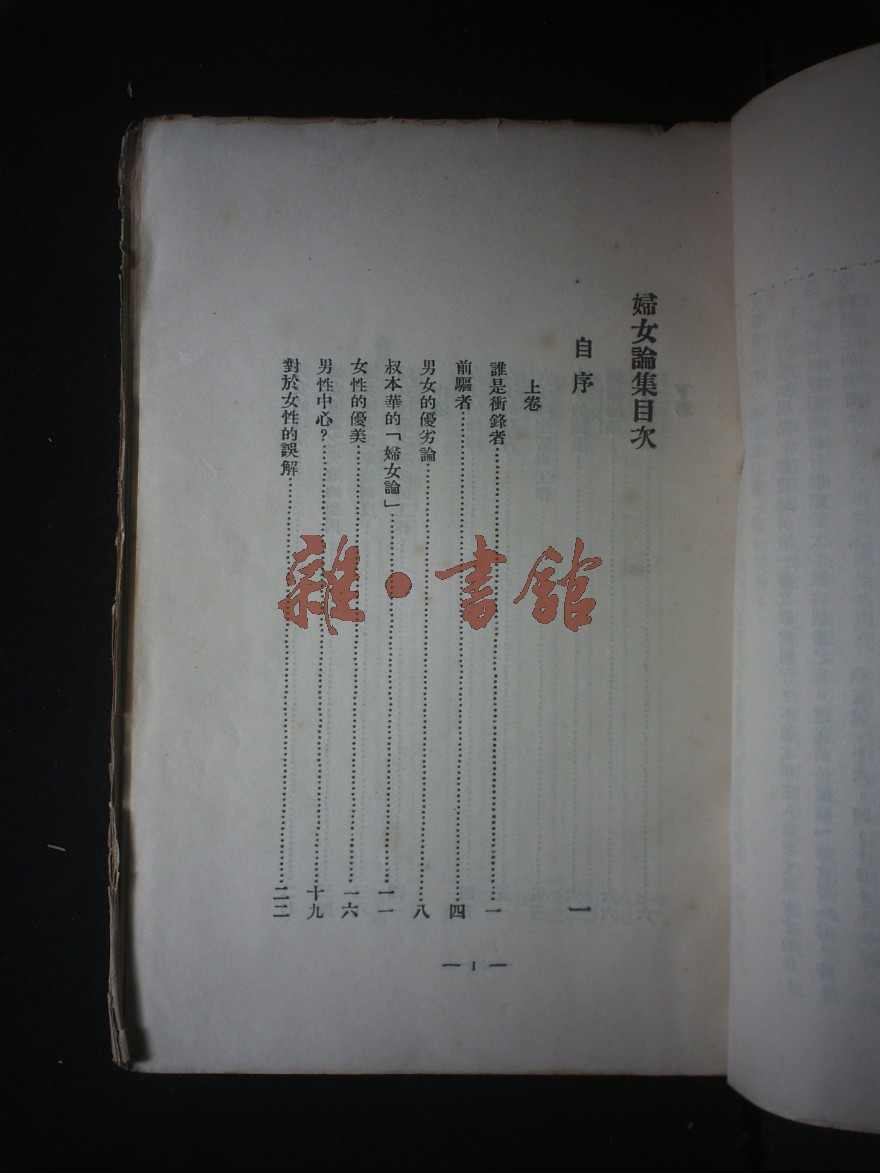 婦女論集目次
自序 一
上卷
誰是衝鋒者……一
前驅者……四
男女的優劣論……八
叔本華的「婦女論」……一一
女性的優美……一六
男性中心?……十九
對於女性的誤解……二二
— 1 —
雜·書館